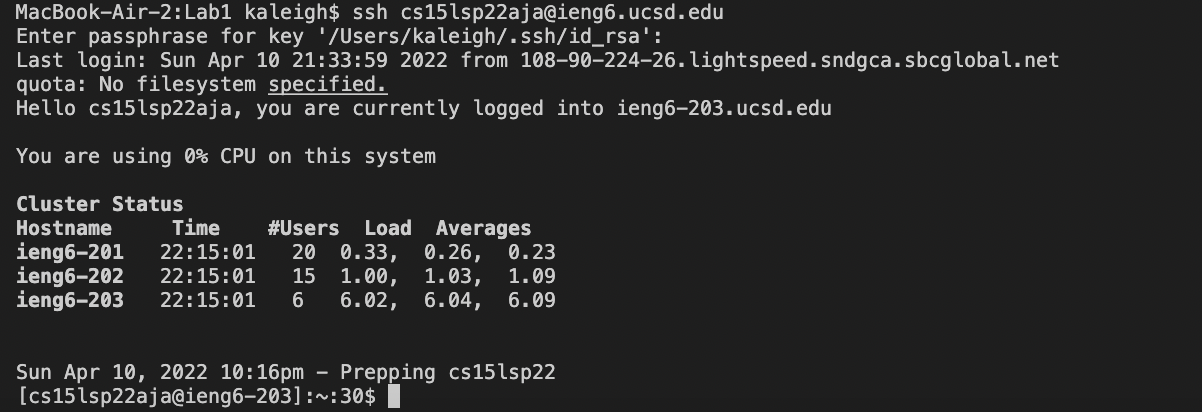 MacBook-Air-2:Lab1 kaleigh$ ssh cs15lsp22aja@ieng6.ucsd.edu
Enter passphrase for key '/Users/kaleigh/.ssh/id_rsa':
Last login: Sun Apr 10 21:33:59 2022 from 108-90-224-26.lightspeed.sndgca.sbcglobal.net
quota: No filesystem specified.
Hello cs15lsp22aja, you are currently logged into ieng6-203.ucsd.edu
You are using 0% CPU on this system
Cluster Status
Hostname     Time    #Users  Load  Averages
ieng6-201   22:15:01   20  0.33,  0.26,  0.23
ieng6-202   22:15:01   15  1.00,  1.03,  1.09
ieng6-203   22:15:01   6   6.02,  6.04,  6.09
Sun Apr 10, 2022 10:16pm - Prepping cs15lsp22
[cs15lsp22aja@ieng6-203]:~:30$